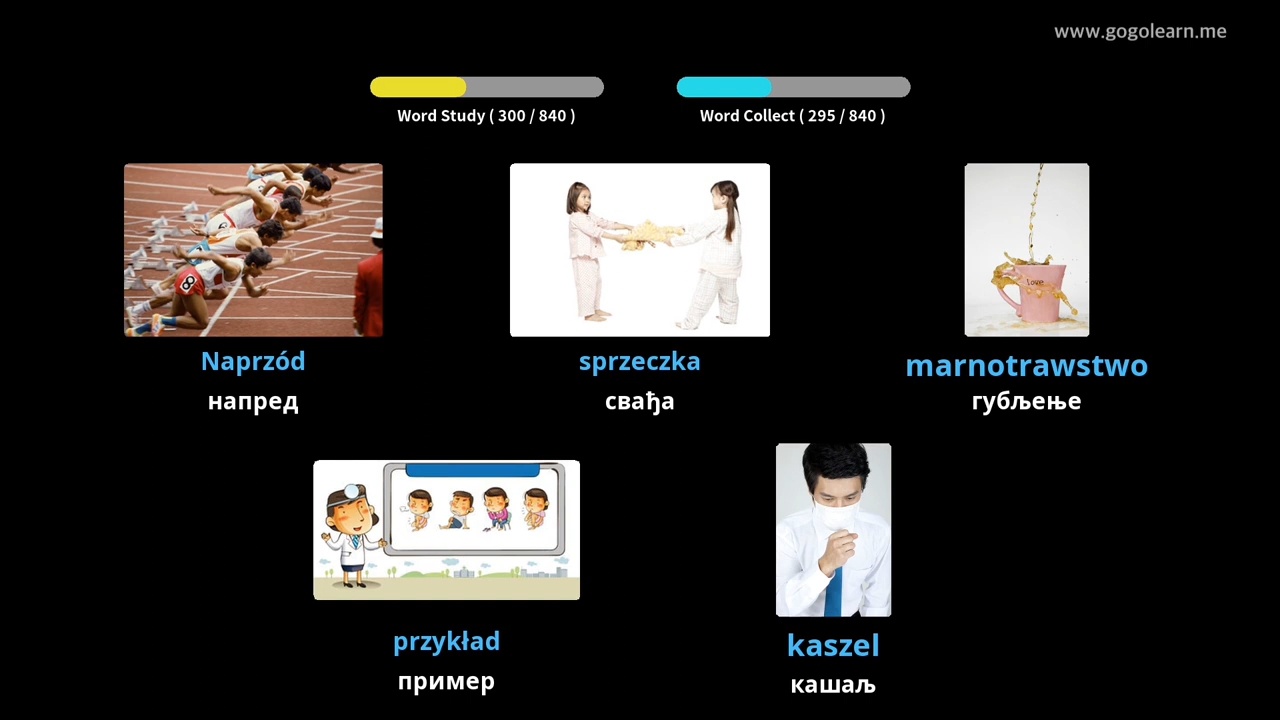 www.gogolearn.me
Word Study ( 300 / 840 )
Word Collect ( 295 / 840 )
Naprzód
напред
sprzeczka
свађа
love
marnotrawstwo
губљење
przykład
пример
kaszel
кашаљ